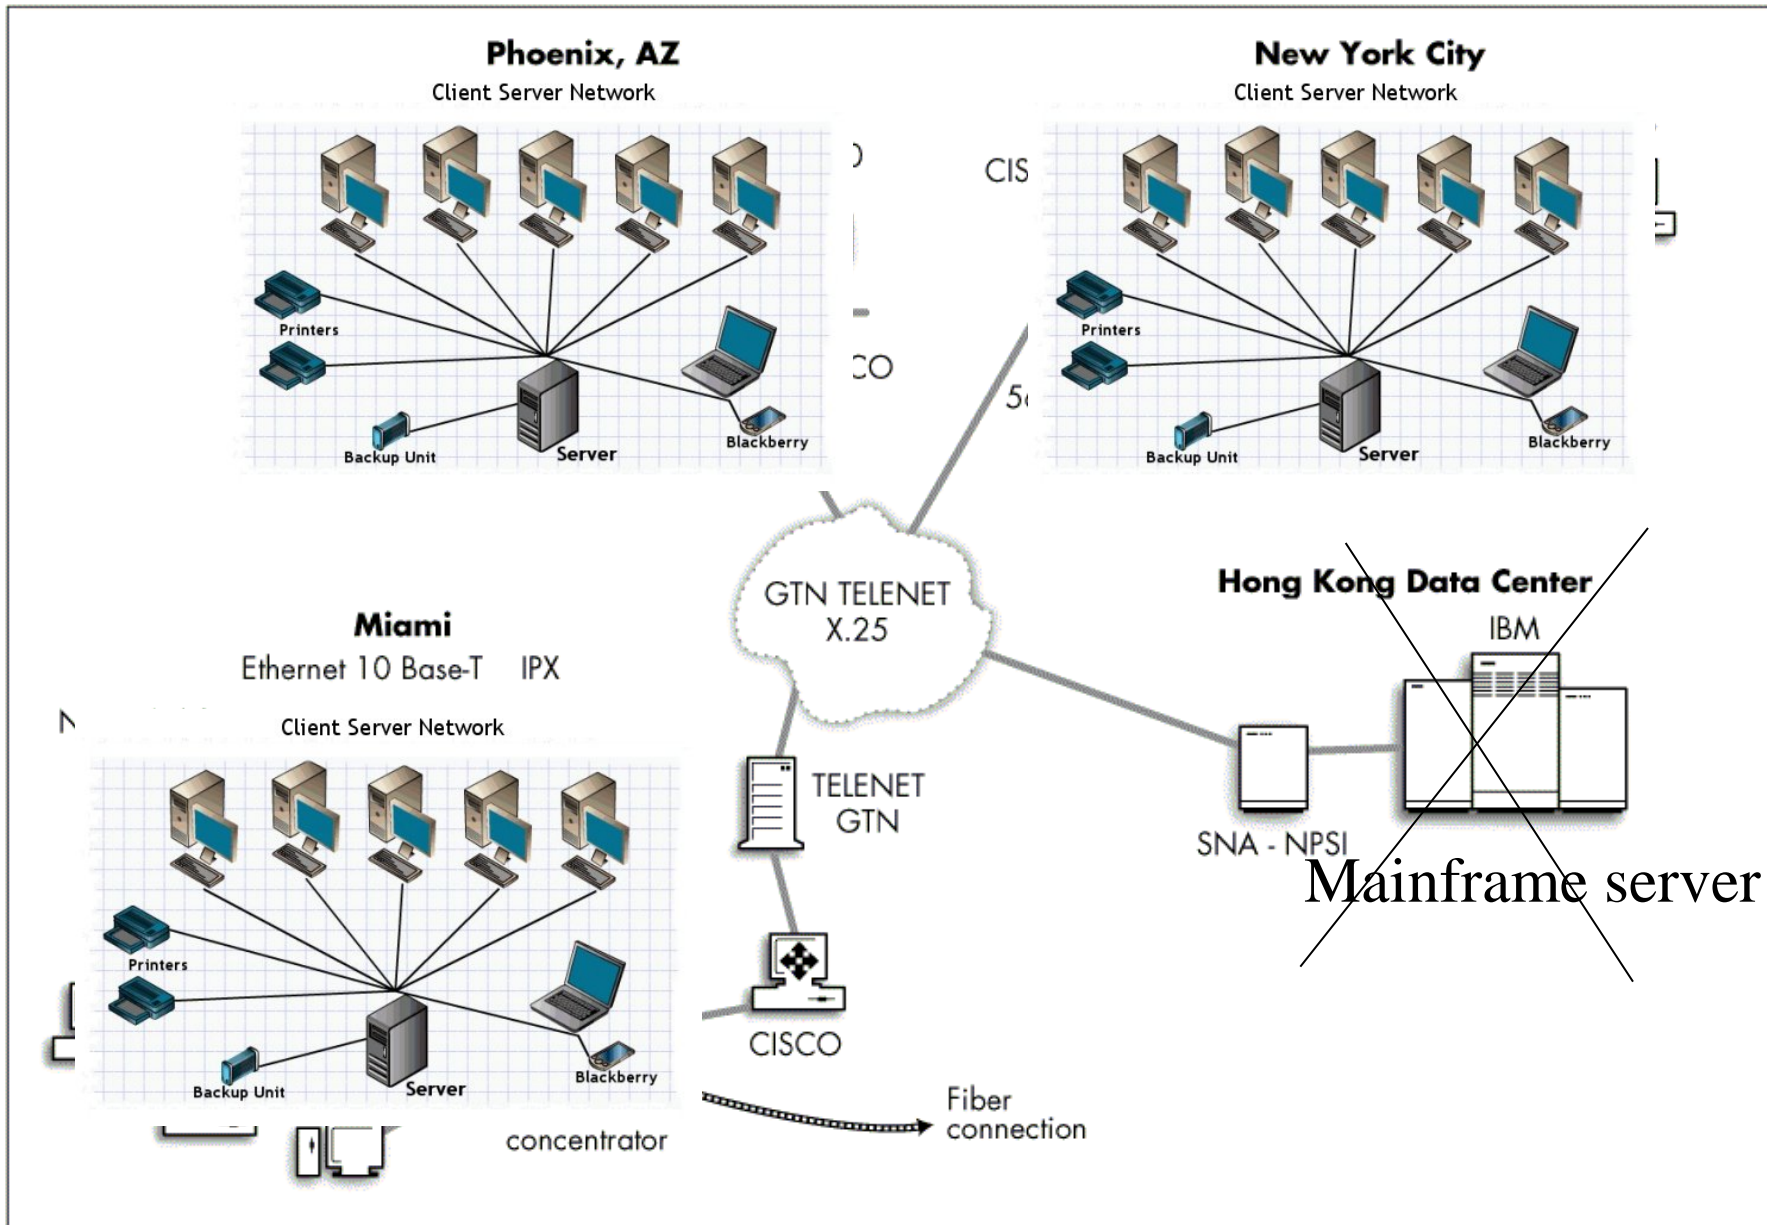 Phoenix, AZ
Client Server Network
Printers
Backup Unit
Server
Blackberry
CO
New York City
Client Server Network
CIS
Printers
Backup Unit
Server
Blackberry
GTN TELENET
X.25
Hong Kong Data Center
IBM
SNA - NPSI
Mainframe server
Miami
Ethernet 10 Base-T IPX
Client Server Network
Printers
Backup Unit
Server
Blackberry
TELENET
GTN
CISCO
concentrator
Fiber
connection